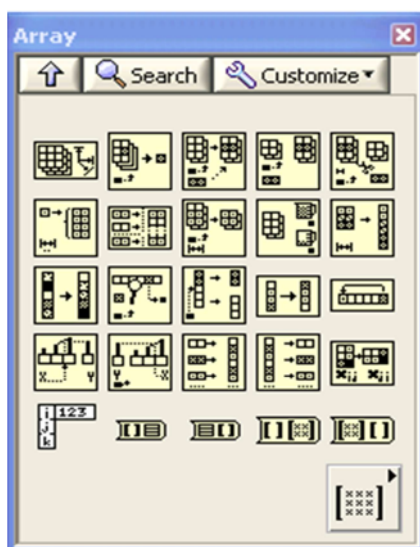 Array
Search Customize
X Y X Y
X i j X i j
i 123
j
k